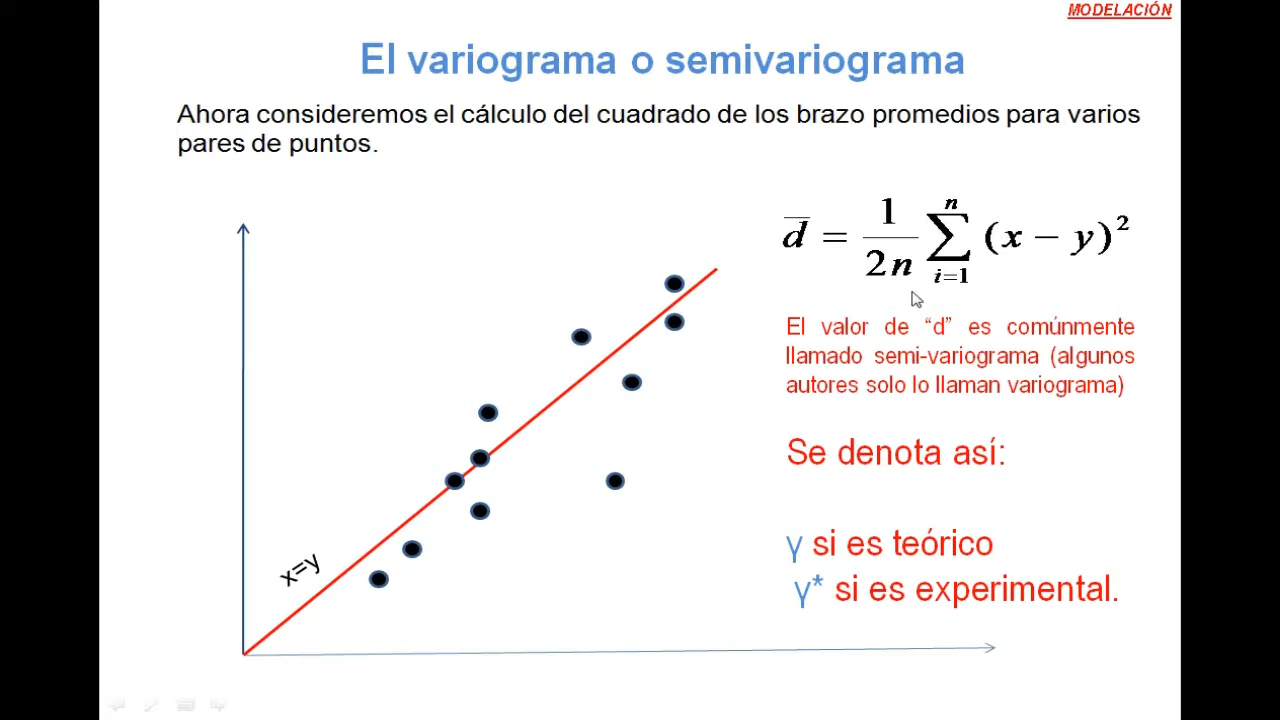 MODELACIÓN
El variograma o semivariograma
Ahora consideremos el cálculo del cuadrado de los brazo promedios para varios
pares de puntos.
d̅ = 1/2n ∑ i=1 n (x − y)²
El valor de “d” es comúnmente
llamado semi-variograma (algunos
autores solo lo llaman variograma)
Se denota así:
x=y
γ si es teórico
γ* si es experimental.